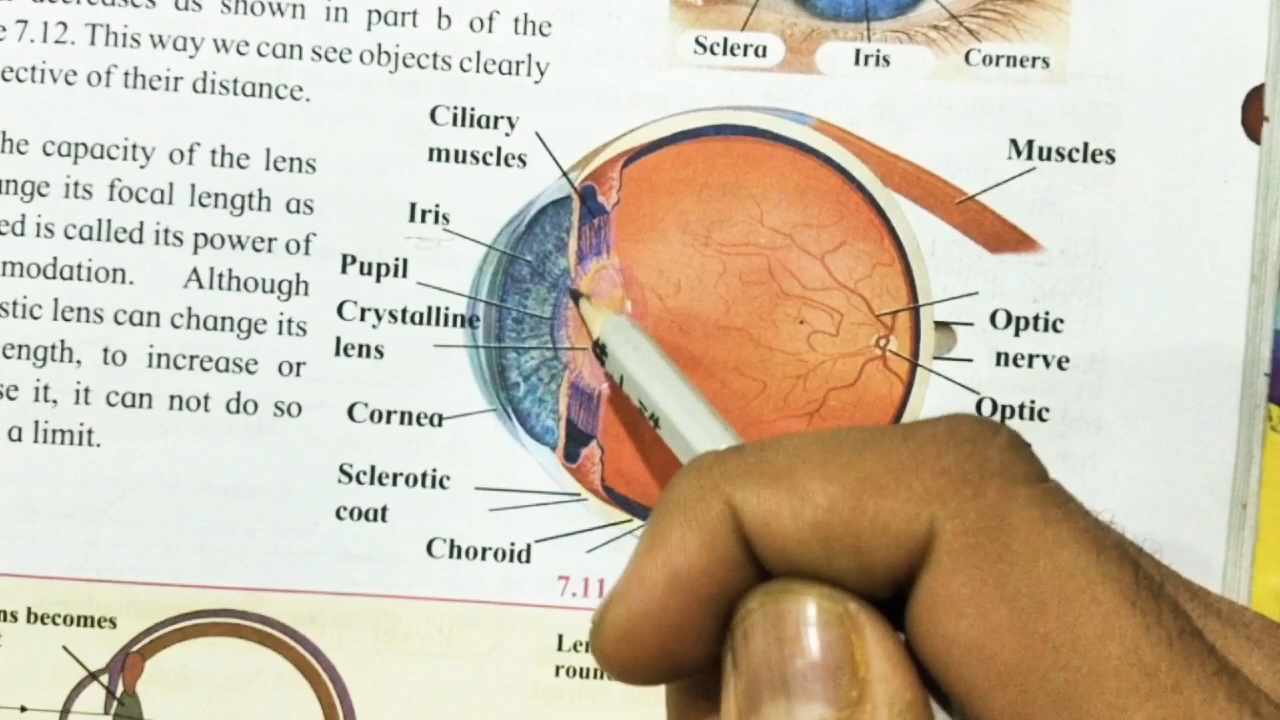 as shown in part b of the
7.12. This way we can see objects clearly
ective of their distance.
he capacity of the lens
nge its focal length as
ed is called its power of
modation. Although
stic lens can change its
ength, to increase or
se it, it can not do so
a limit.
Sclera
Iris
Corners
Ciliary
muscles
Iris
Pupil
Crystalline
lens
Cornea
Sclerotic
coat
Choroid
Muscles
Optic
nerve
Optic
7.11
ns becomes
Len
roun